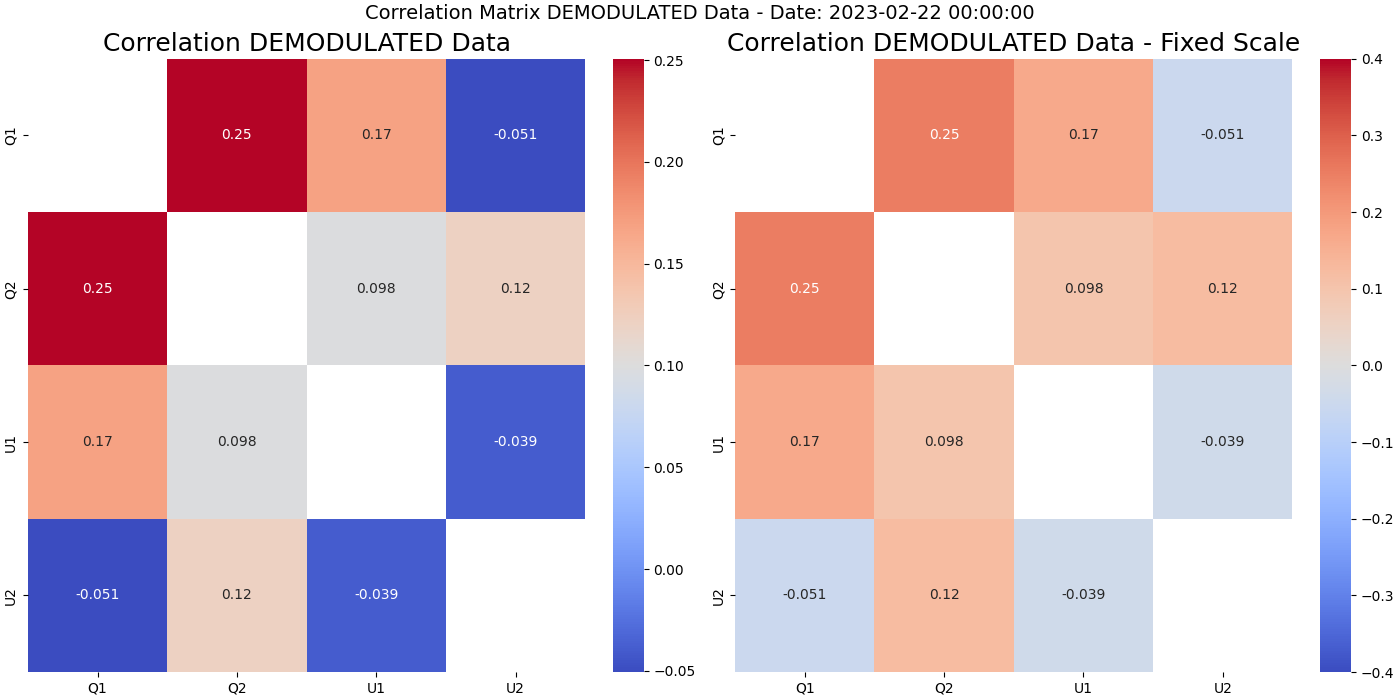 Correlation Matrix DEMODULATED Data - Date: 2023-02-22 00:00:00
Correlation DEMODULATED Data
Q1 0.25 0.17 -0.051
Q2 0.25 0.098 0.12
U1 0.17 0.098 -0.039
U2 -0.051 0.12 -0.039
Q1 Q2 U1 U2
0.25
0.20
0.15
0.10
0.05
0.00
−0.05
Correlation DEMODULATED Data - Fixed Scale
Q1 0.25 0.17 -0.051
Q2 0.25 0.098 0.12
U1 0.17 0.098 -0.039
U2 -0.051 0.12 -0.039
Q1 Q2 U1 U2
0.4
0.3
0.2
0.1
0.0
−0.1
−0.2
−0.3
−0.4